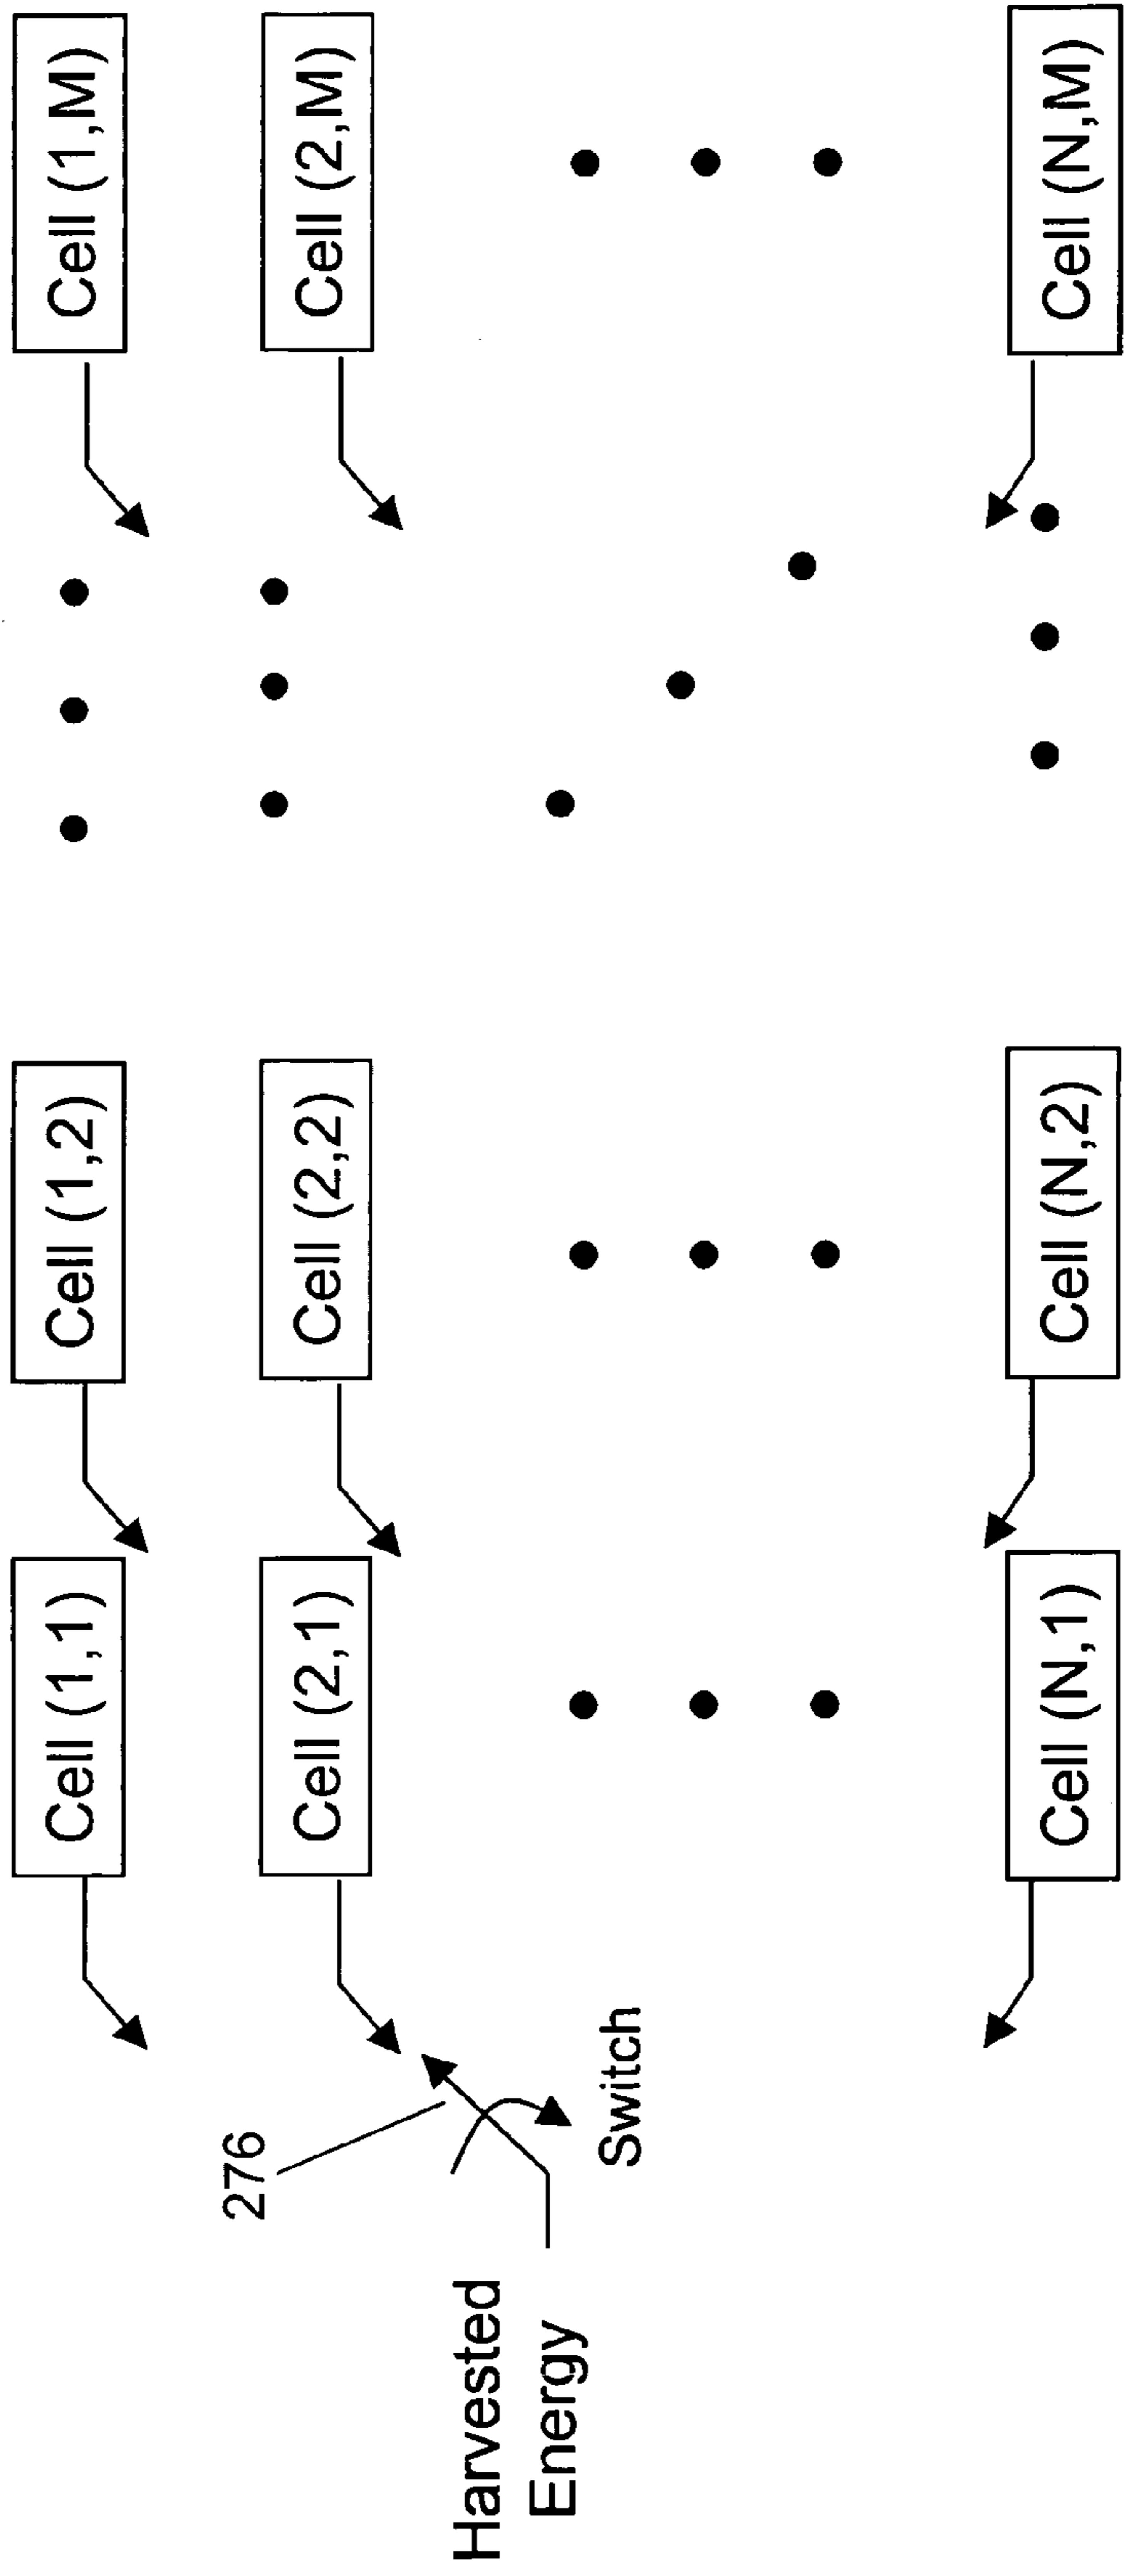 Cell (1,1)
Cell (1,2)
Cell (1,M)
276
Cell (2,1)
Cell (2,2)
Cell (2,M)
Harvested
Energy
Switch
Cell (N,1)
Cell (N,2)
Cell (N,M)